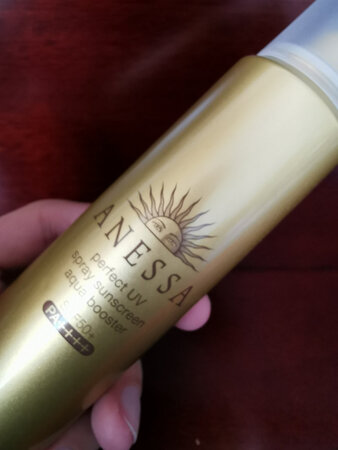 ANESSA
perfect UV
spray sunscreen
aqua booster
SPF50+
PA++++